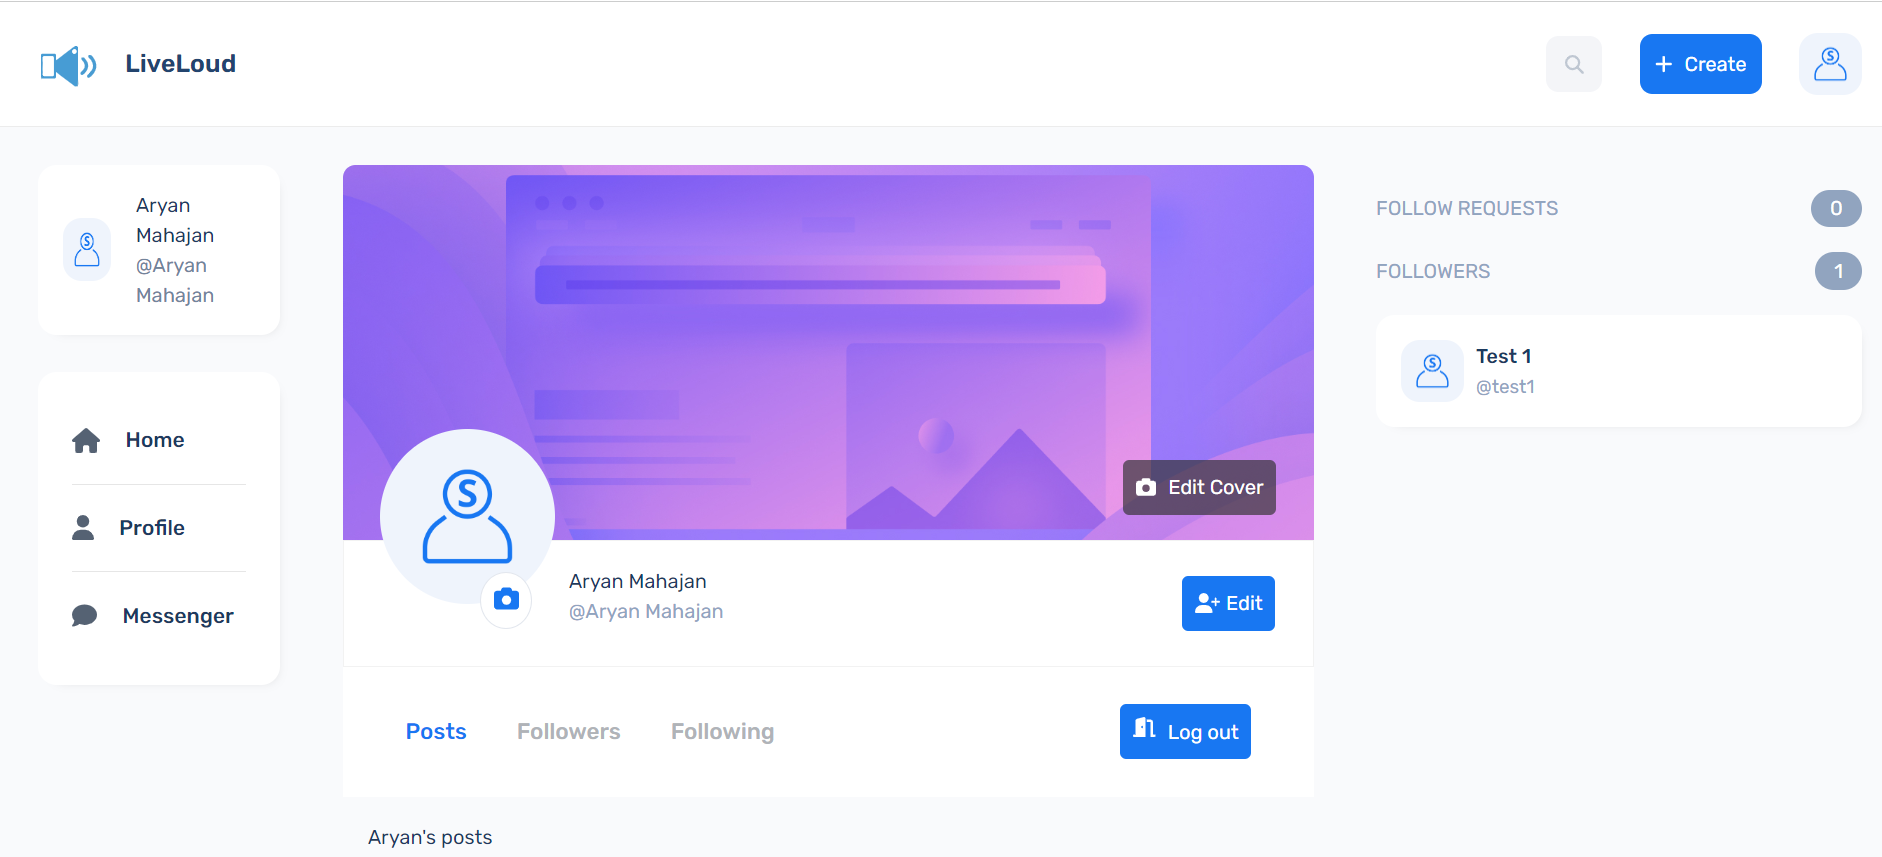 LiveLoud
Create
Aryan
Mahajan
@Aryan
Mahajan
Home
Profile
Messenger
S
Edit Cover
Aryan Mahajan
@Aryan Mahajan
Edit
Posts Followers Following
Log out
Aryan's posts
FOLLOW REQUESTS 0
FOLLOWERS 1
Test 1
@test1